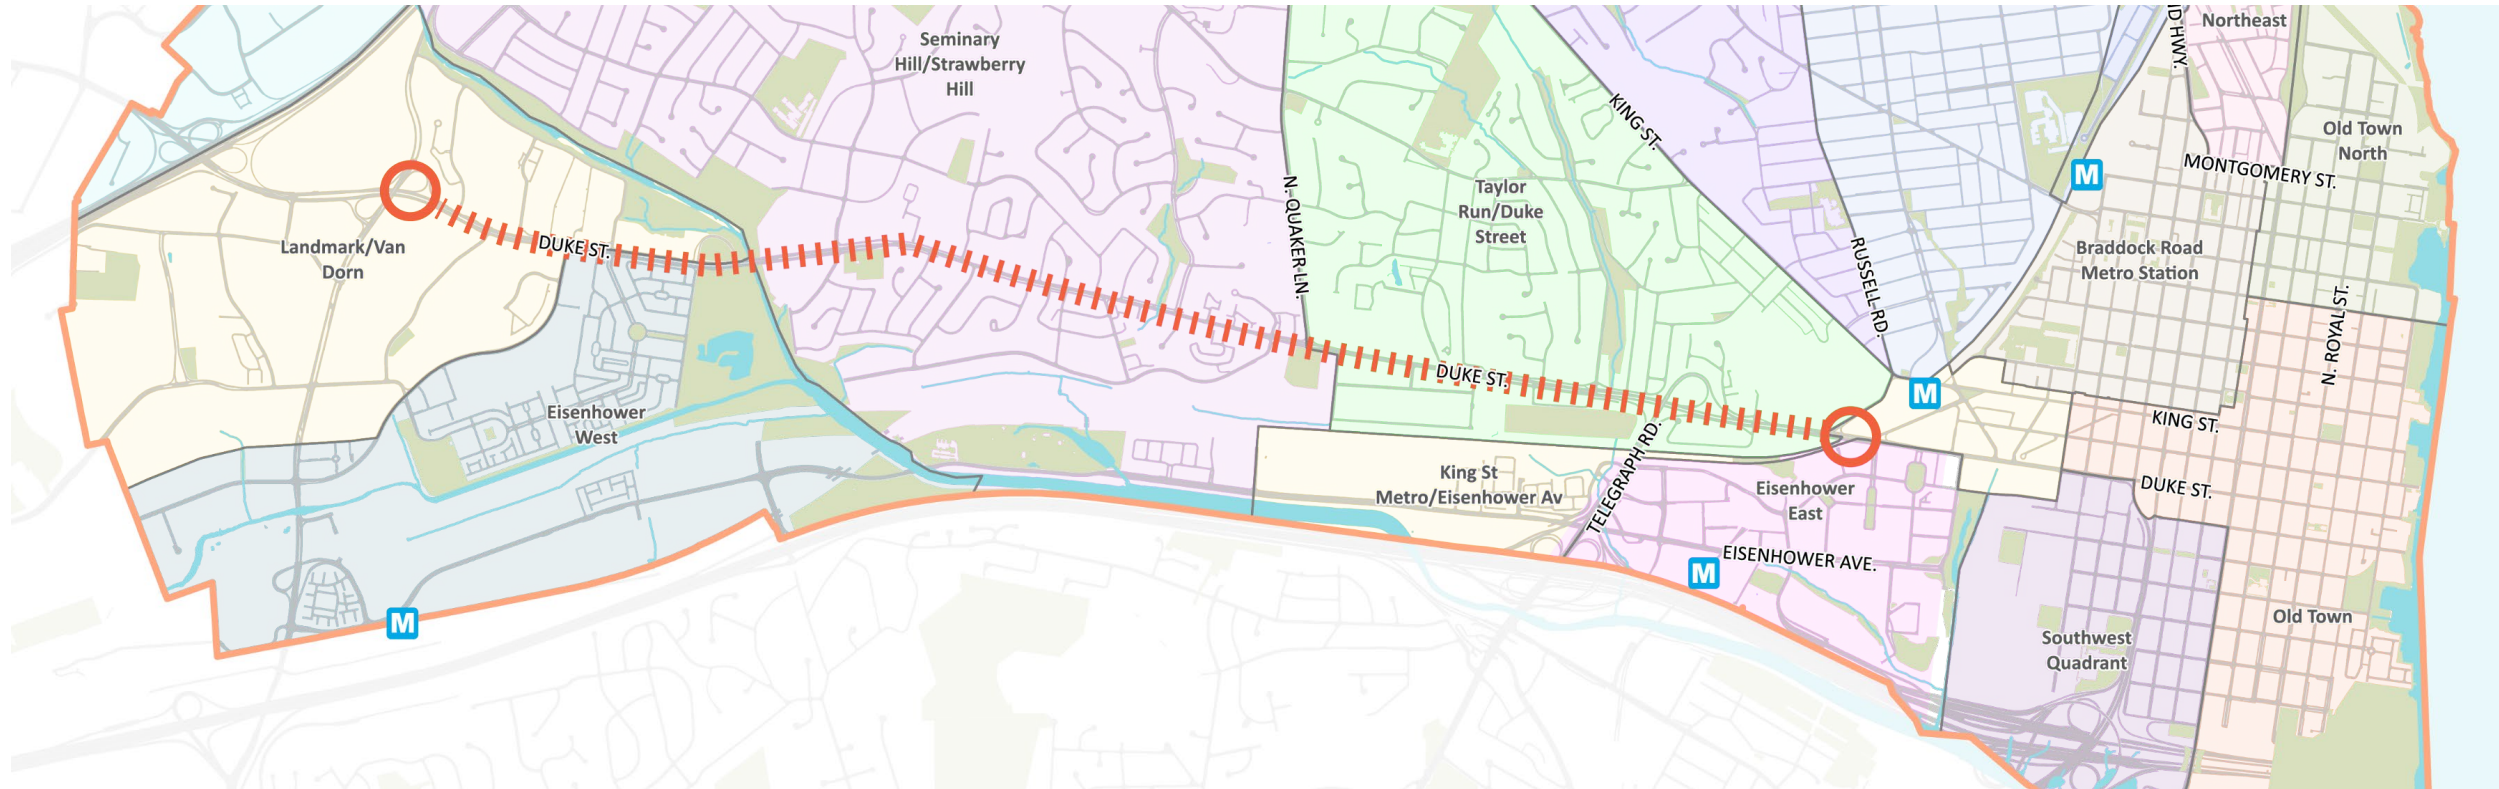 Northeast
Seminary
Hill/Strawberry
Hill
KING ST.
Old Town
North
MONTGOMERY ST.
M
Taylor
Run/Duke
Street
N. QUAKER LN.
Landmark/Van
Dorn
DUKE ST.
RUSSELL RD.
Braddock Road
Metro Station
N. ROYAL ST.
DUKE ST.
M
Eisenhower
West
KING ST.
TELEGRAPH RD.
King St
Metro/Eisenhower Av
Eisenhower
East
DUKE ST.
EISENHOWER AVE.
M
M
Old Town
Southwest
Quadrant